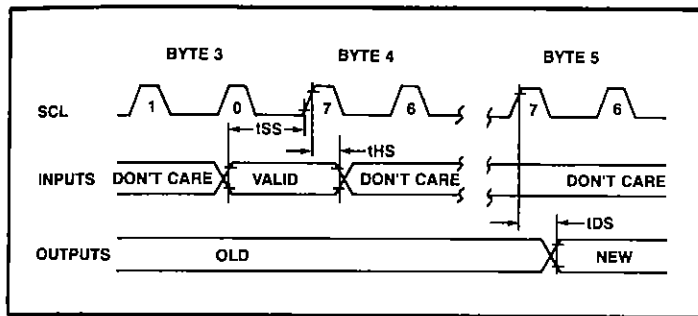 BYTE 3 BYTE 4 BYTE 5
SCL 1 0 7 6 7 6
tSS
tHS
INPUTS DON'T CARE VALID DON'T CARE DON'T CARE
tDS
OUTPUTS OLD NEW